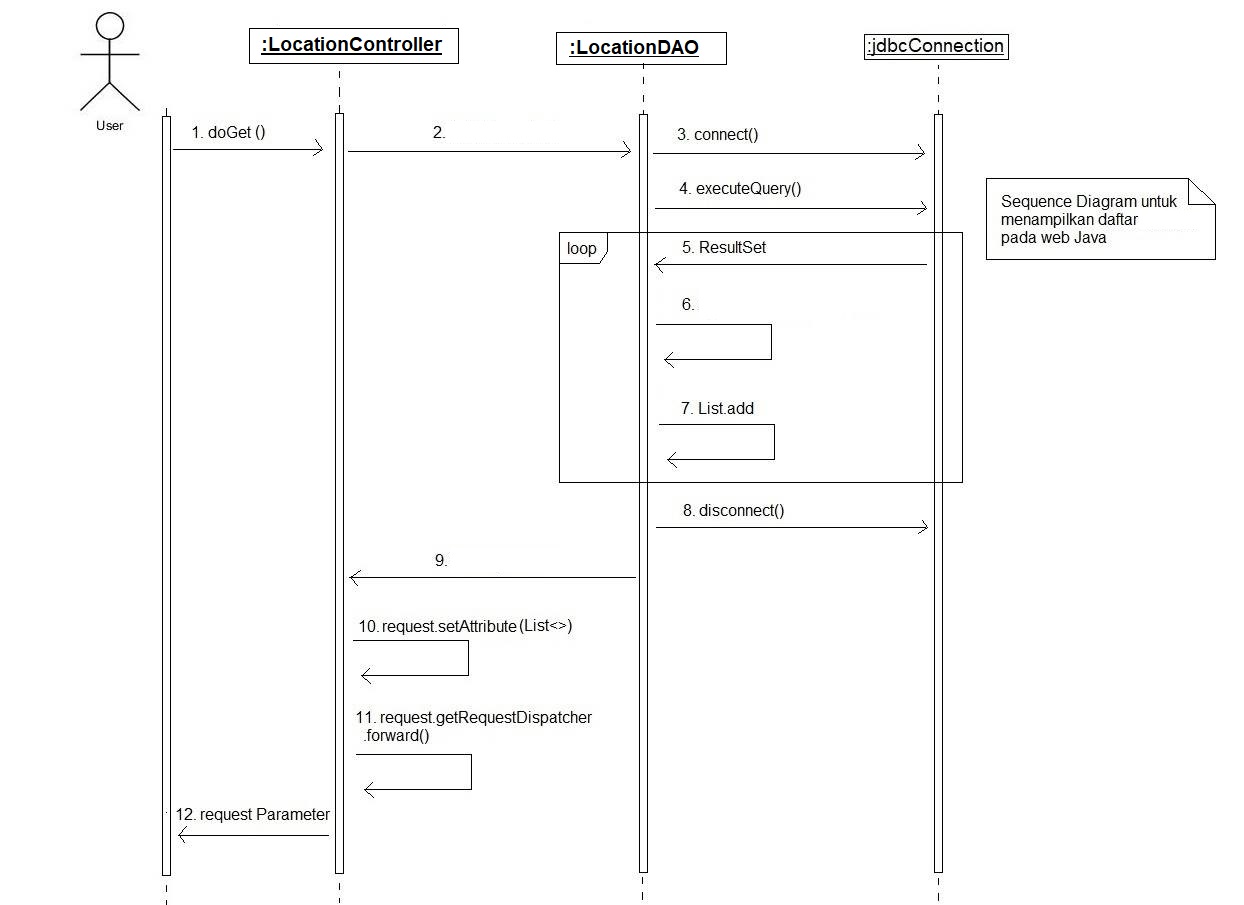 :LocationController
:LocationDAO
:jdbcConnection
User
1. doGet ()
2.
3. connect()
4. executeQuery()
Sequence Diagram untuk
menampilkan daftar
pada web Java
loop
5. ResultSet
6.
7. List.add
8. disconnect()
9.
10. request.setAttribute (List<>)
11. request.getRequestDispatcher
.forward()
12. request Parameter